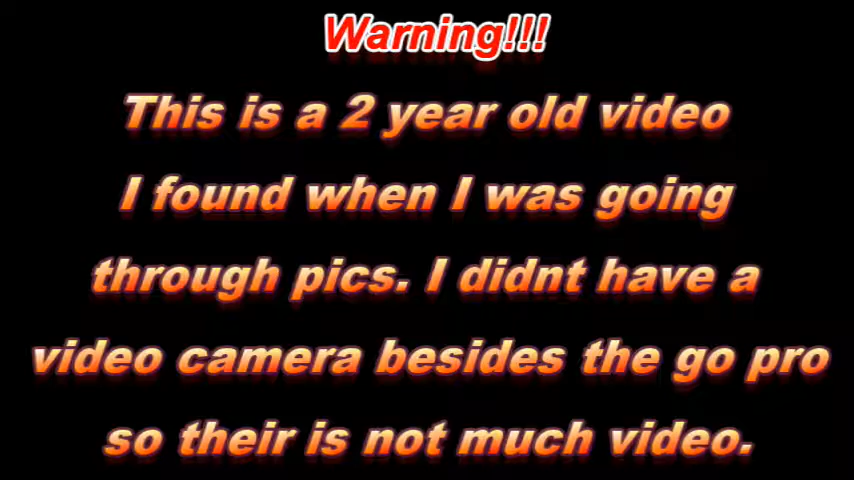 Warning!!!
This is a 2 year old video
I found when I was going
through pics. I didnt have a
video camera besides the go pro
so their is not much video.